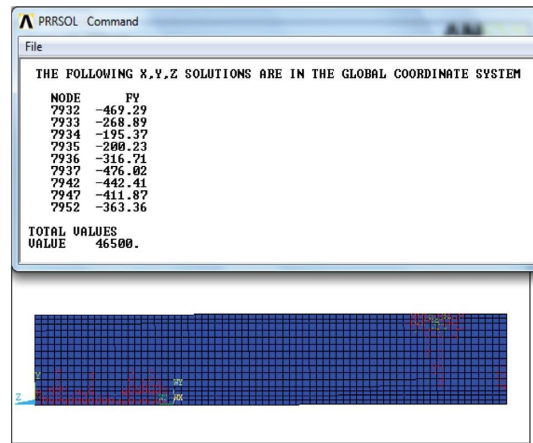 PRRSOL Command
File
THE FOLLOWING X,Y,Z SOLUTIONS ARE IN THE GLOBAL COORDINATE SYSTEM
NODE FY
7932 -469.29
7933 -268.89
7934 -195.37
7935 -200.23
7936 -316.71
7937 -476.02
7942 -442.41
7947 -411.87
7952 -363.36
TOTAL VALUES
VALUE 46500.
Y
WY
Z
WX